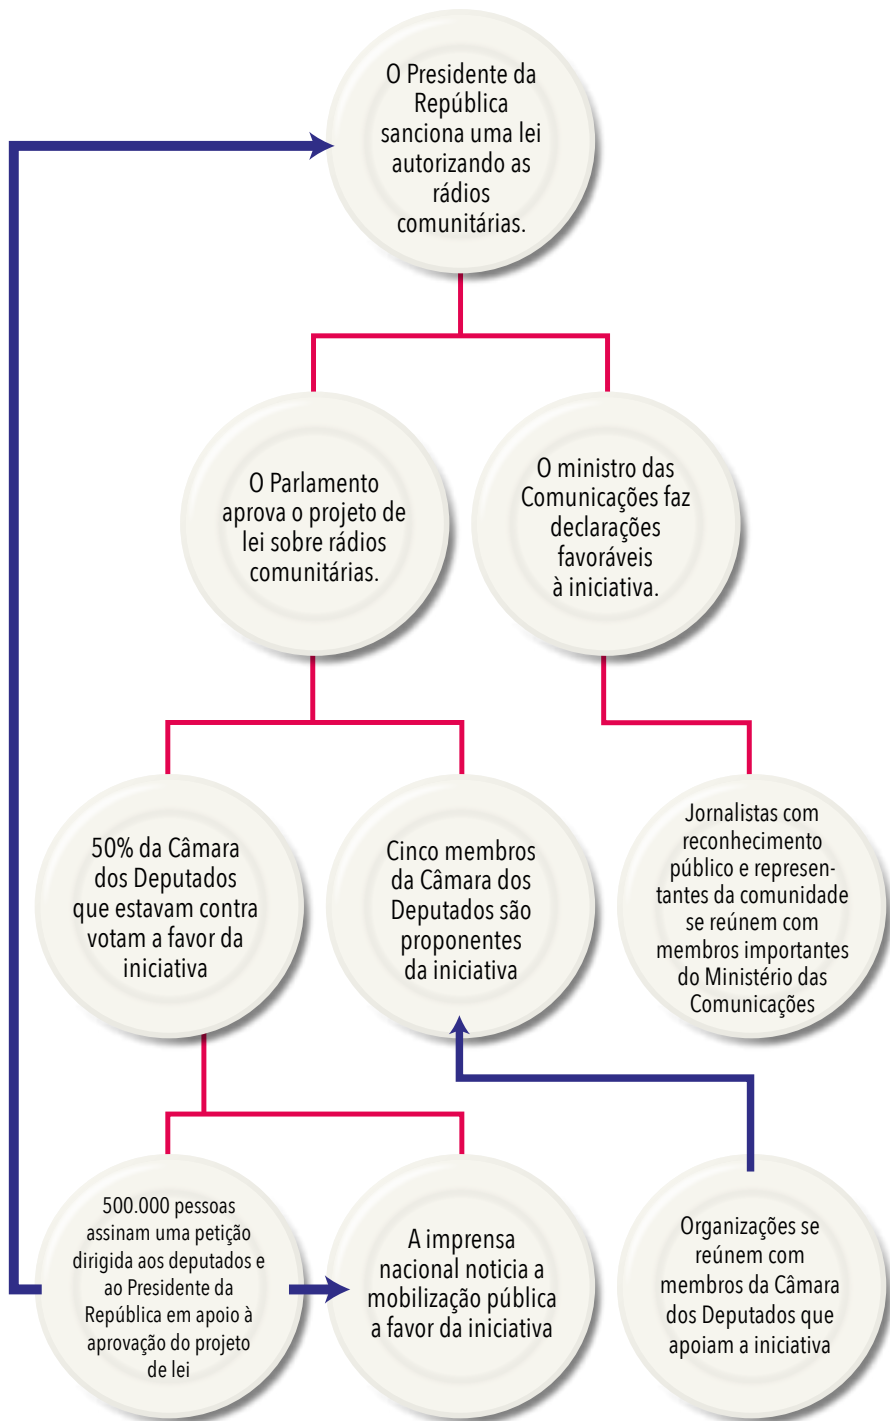 O Presidente da
República
sanciona uma lei
autorizando as
rádios
comunitárias.
O Parlamento
aprova o projeto de
lei sobre rádios
comunitárias.
O ministro das
Comunicações faz
declarações
favoráveis
à iniciativa.
50% da Câmara
dos Deputados
que estavam contra
votam a favor da
iniciativa
Cinco membros
da Câmara dos
Deputados são
proponentes
da iniciativa
Jornalistas com
reconhecimento
público e represen-
tantes da comunidade
se reúnem com
membros importantes
do Ministério das
Comunicações
500.000 pessoas
assinam uma petição
dirigida aos deputados e
ao Presidente da
República em apoio à
aprovação do projeto
de lei
A imprensa
nacional noticia a
mobilização pública
a favor da iniciativa
Organizações se
reúnem com
membros da Câmara
dos Deputados que
apoiam a iniciativa